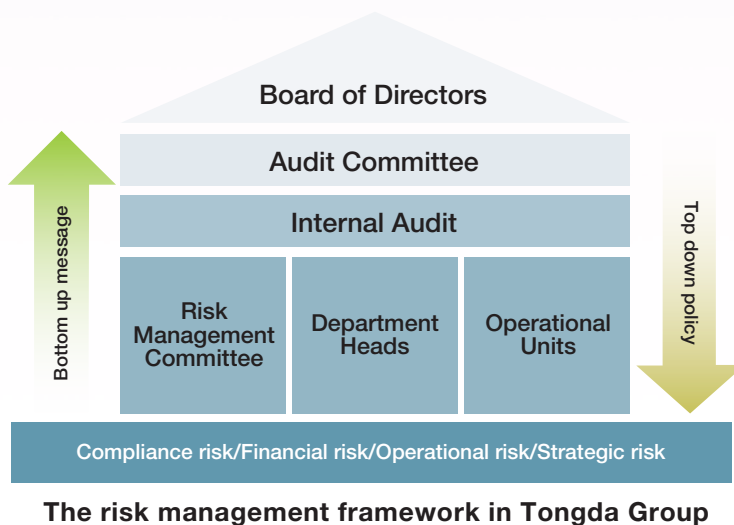 Board of Directors
Audit Committee
Internal Audit
Bottom up message
Risk
Management
Committee
Department
Heads
Operational
Units
Top down policy
Compliance risk/Financial risk/Operational risk/Strategic risk
The risk management framework in Tongda Group